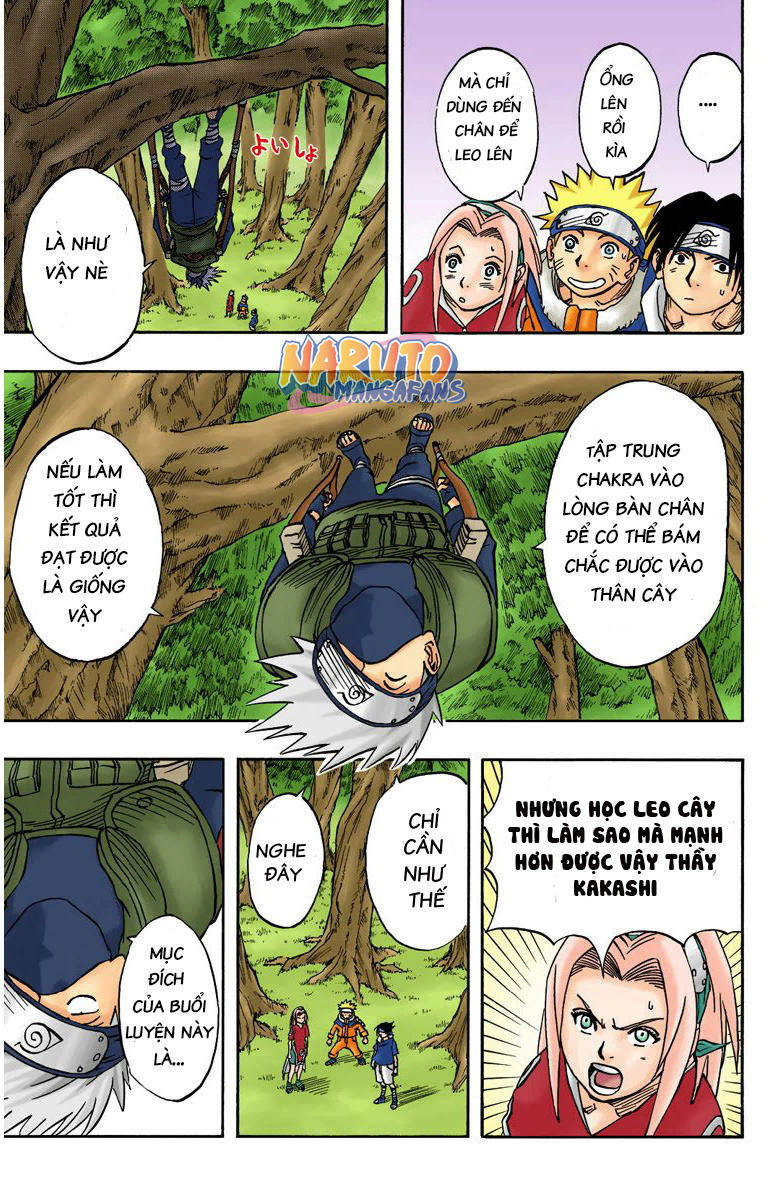 ....
ỔNG
LÊN
RỒI
KÌA
MÀ CHỈ
DÙNG ĐẾN
CHÂN ĐỂ
LEO LÊN
よいしょ
LÀ NHƯ
VẬY NÈ
NARUTO
MANGAFANS
TẬP TRUNG
CHAKRA VÀO
LÒNG BÀN CHÂN
ĐỂ CÓ THỂ BÁM
CHẮC ĐƯỢC VÀO
THÂN CÂY
NẾU LÀM
TỐT THÌ
KẾT QUẢ
ĐẠT ĐƯỢC
LÀ GIỐNG
VẬY
NHƯNG HỌC LEO CÂY
THÌ LÀM SAO MÀ MẠNH
HƠN ĐƯỢC VẬY THẦY
KAKASHI
CHỈ
CẦN NHƯ
THẾ
NGHE
ĐÂY
MỤC
ĐÍCH
CỦA BUỔI
LUYỆN NÀY
LÀ...